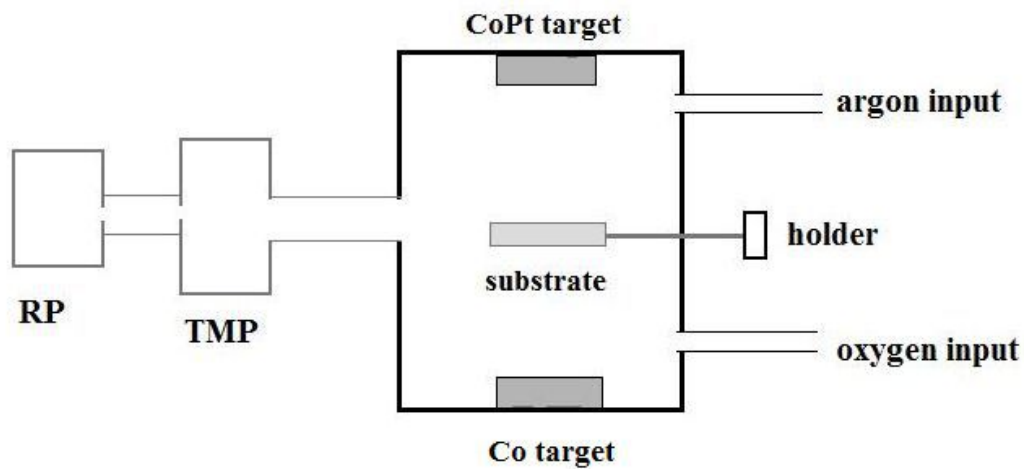 CoPt target
argon input
holder
substrate
RP
TMP
oxygen input
Co target